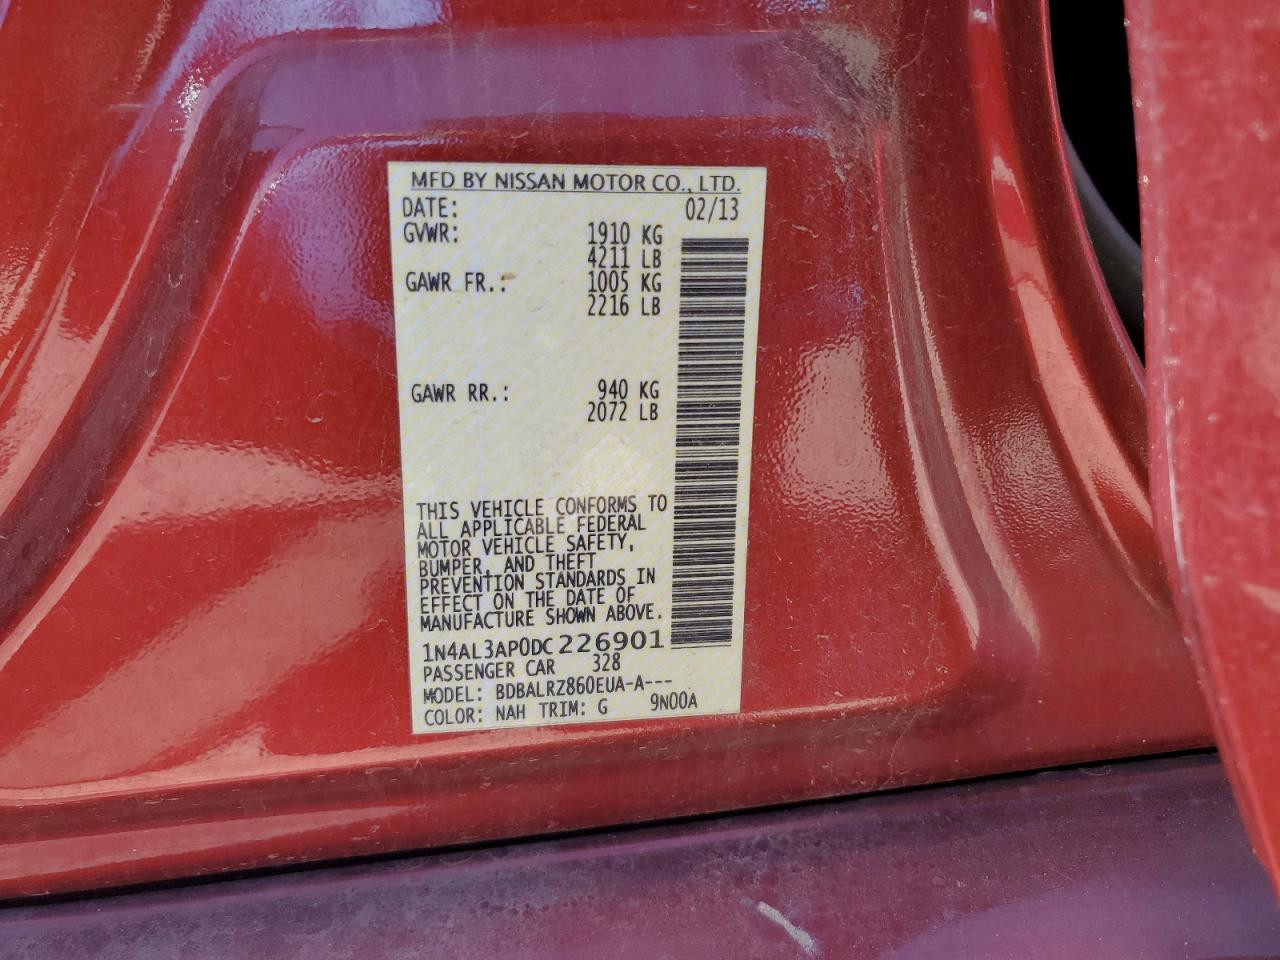 MFD BY NISSAN MOTOR CO., LTD.
DATE: 02/13
GVWR: 1910 KG
4211 LB
GAWR FR.: 1005 KG
2216 LB
GAWR RR.: 940 KG
2072 LB
THIS VEHICLE CONFORMS TO
ALL APPLICABLE FEDERAL
MOTOR VEHICLE SAFETY,
BUMPER, AND THEFT
PREVENTION STANDARDS IN
EFFECT ON THE DATE OF
MANUFACTURE SHOWN ABOVE.
1N4AL3AP0DC226901
PASSENGER CAR 328
MODEL: BDBALRZ860EUA-A---
COLOR: NAH TRIM: G 9N00A